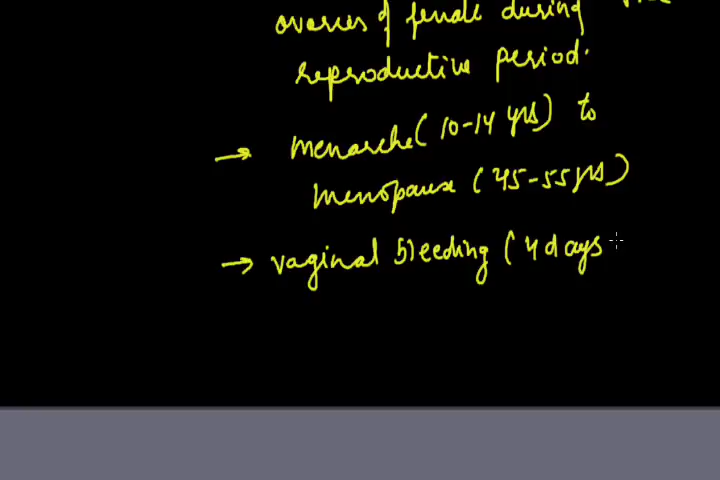 ovaries of female during
reproductive period.
→ menarche (10-14 yrs) to
menopause (45-55 yrs)
→ vaginal bleeding (4 days